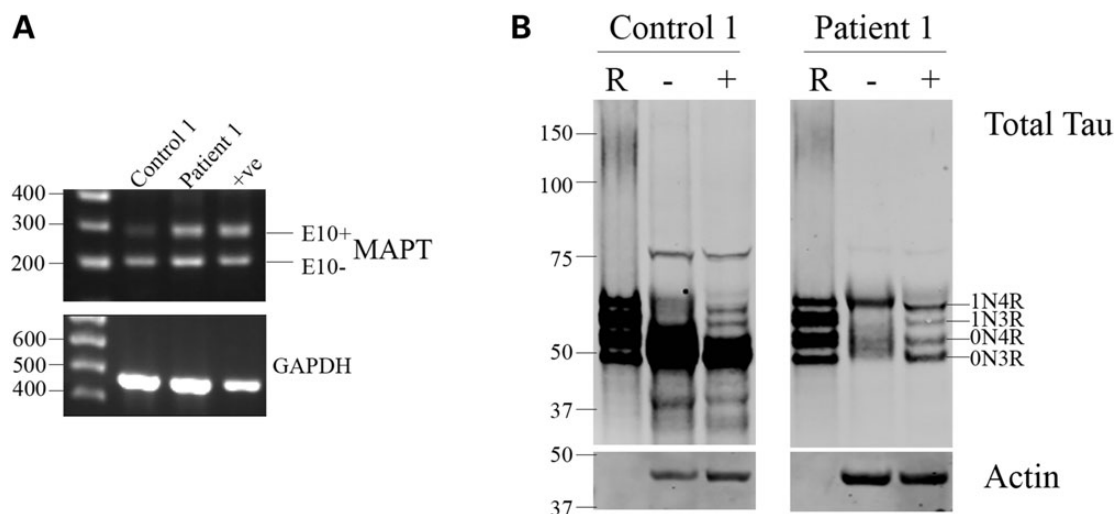 A
Control 1
Patient 1
+ve
400
300
200
E10+
E10-
MAPT
600
500
400
GAPDH
B
Control 1
Patient 1
R - +
R - +
Total Tau
150
100
75
50
37
1N4R
1N3R
0N4R
0N3R
50
37
Actin